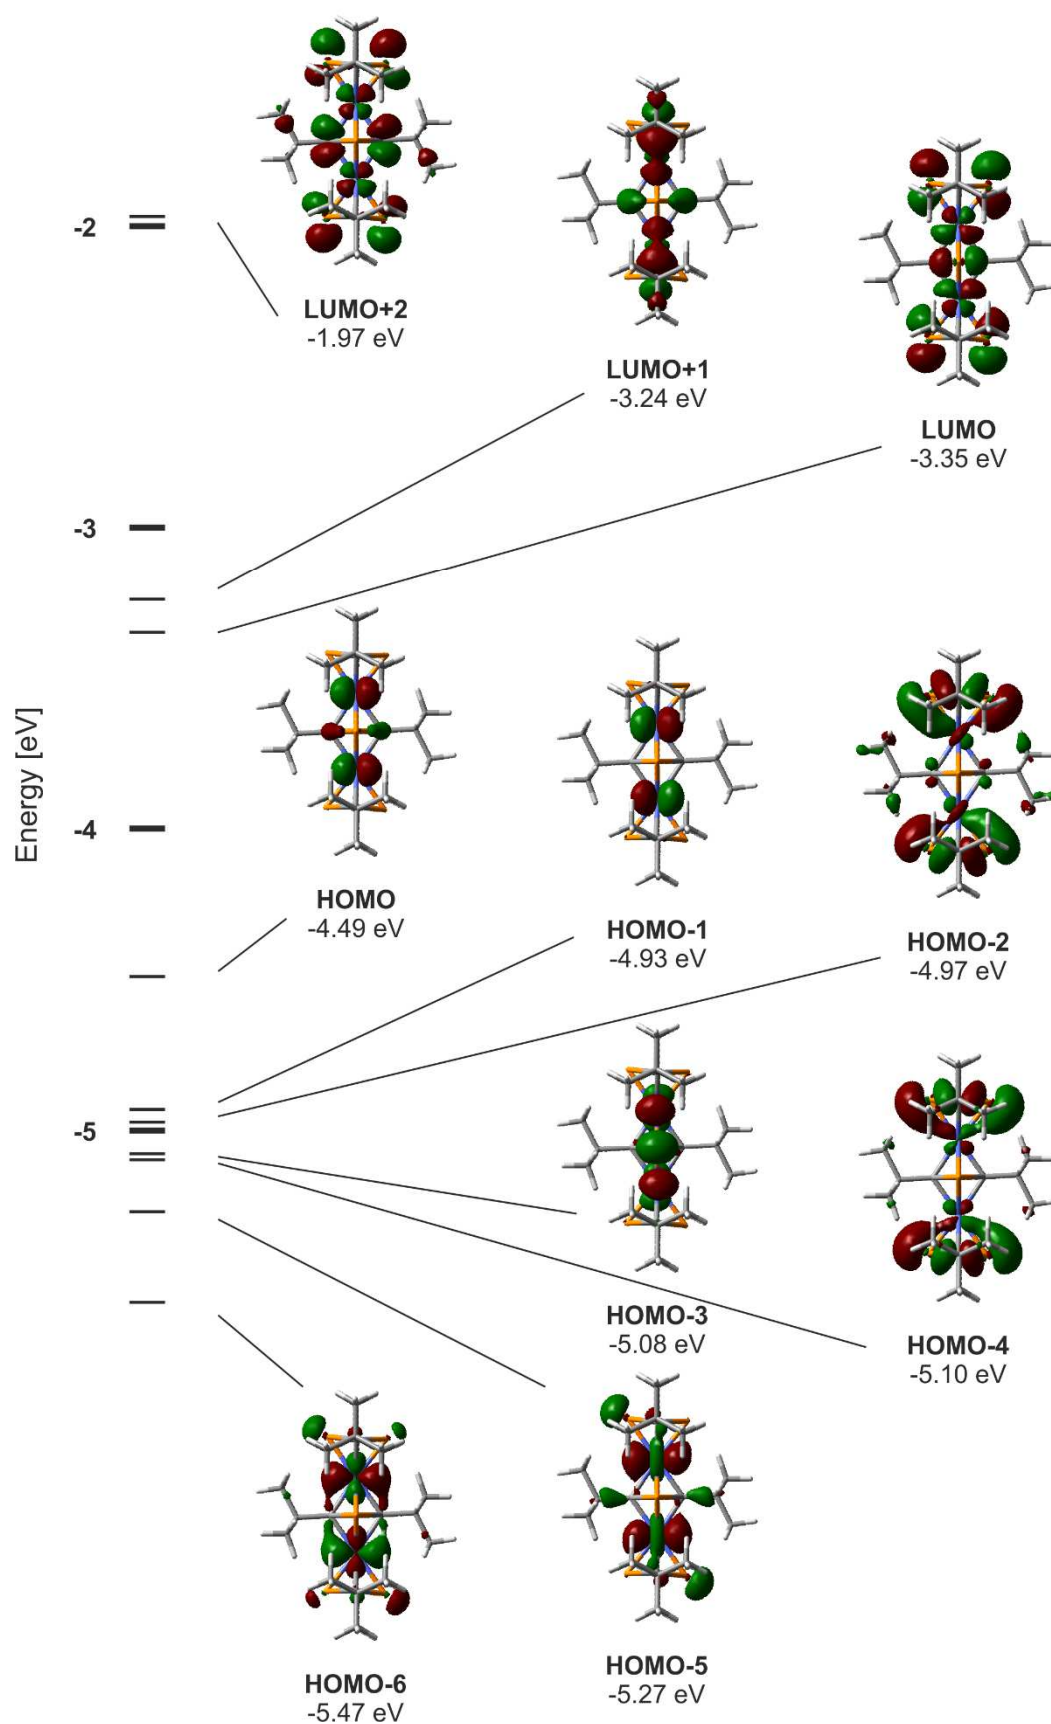 -2
LUMO+2
-1.97 eV
LUMO+1
-3.24 eV
LUMO
-3.35 eV
-3
Energy [eV]
-4
HOMO
-4.49 eV
HOMO-1
-4.93 eV
HOMO-2
-4.97 eV
-5
HOMO-3
-5.08 eV
HOMO-4
-5.10 eV
HOMO-6
-5.47 eV
HOMO-5
-5.27 eV